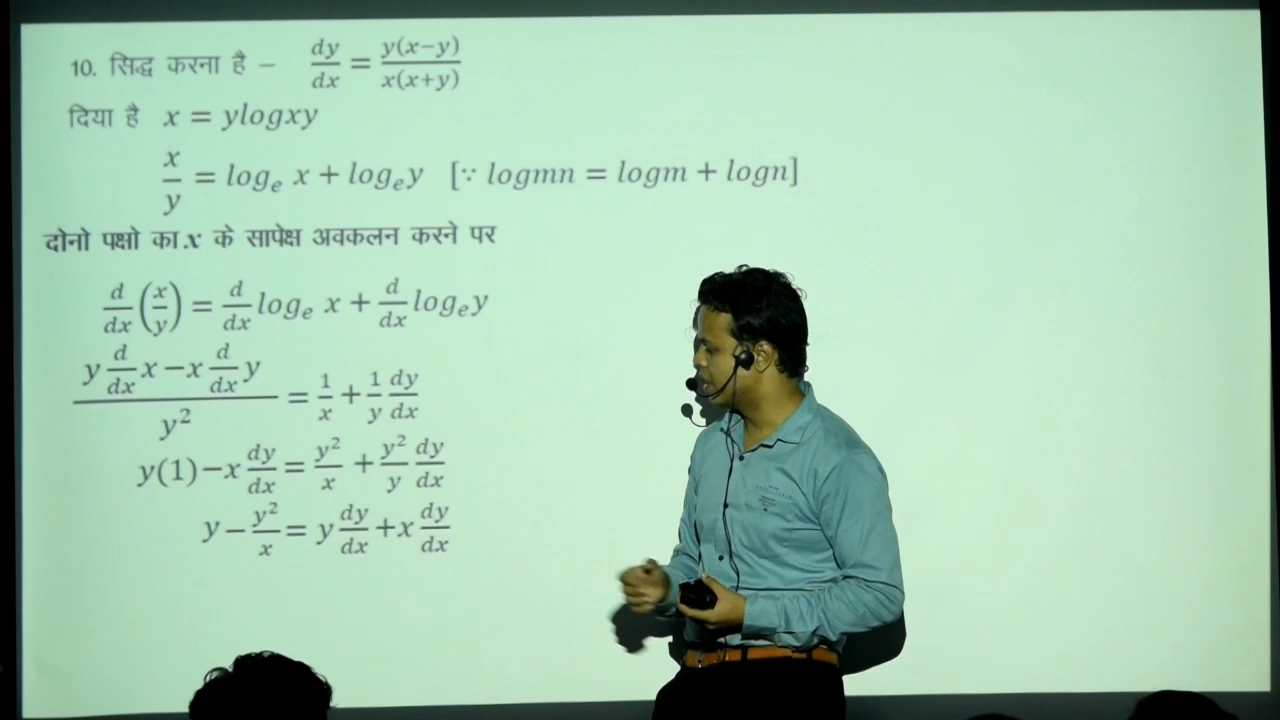 10. सिद्ध करना है – dy/dx = y(x−y)/x(x+y)
दिया है x = ylogxy
x/y = logₑ x + logₑy [∵ logmn = logm + logn]
दोनो पक्षो का x के सापेक्ष अवकलन करने पर
d/dx (x/y) = d/dx logₑ x + d/dx logₑy
(y d/dx x − x d/dx y)/y² = 1/x + 1/y dy/dx
y(1) − x dy/dx = y²/x + y²/y dy/dx
y − y²/x = y dy/dx + x dy/dx